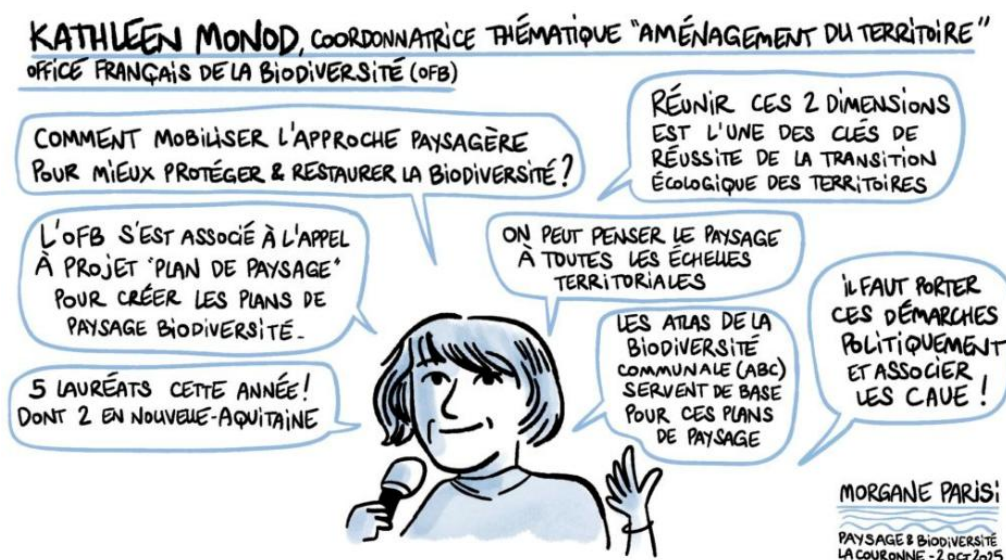 KATHLEEN MONOD, COORDONNATRICE THÉMATIQUE "AMÉNAGEMENT DU TERRITOIRE"
OFFICE FRANÇAIS DE LA BIODIVERSITÉ (OFB)
COMMENT MOBILISER L'APPROCHE PAYSAGÈRE
POUR MIEUX PROTÉGER & RESTAURER LA BIODIVERSITÉ ?
RÉUNIR CES 2 DIMENSIONS
EST L'UNE DES CLÉS DE
RÉUSSITE DE LA TRANSITION
ÉCOLOGIQUE DES TERRITOIRES
L'OFB S'EST ASSOCIÉ À L'APPEL
À PROJET "PLAN DE PAYSAGE"
POUR CRÉER LES PLANS DE
PAYSAGE BIODIVERSITÉ.
ON PEUT PENSER LE PAYSAGE
À TOUTES LES ÉCHELLES
TERRITORIALES
5 LAURÉATS CETTE ANNÉE !
DONT 2 EN NOUVELLE-AQUITAINE
LES ATLAS DE LA
BIODIVERSITÉ
COMMUNALE (ABC)
SERVENT DE BASE
POUR CES PLANS
DE PAYSAGE
IL FAUT PORTER
CES DÉMARCHES
POLITIQUEMENT
ET ASSOCIER
LES CAUE !
MORGANE PARISI
PAYSAGE & BIODIVERSITÉ
LA COURONNE - 2 OCT 2025